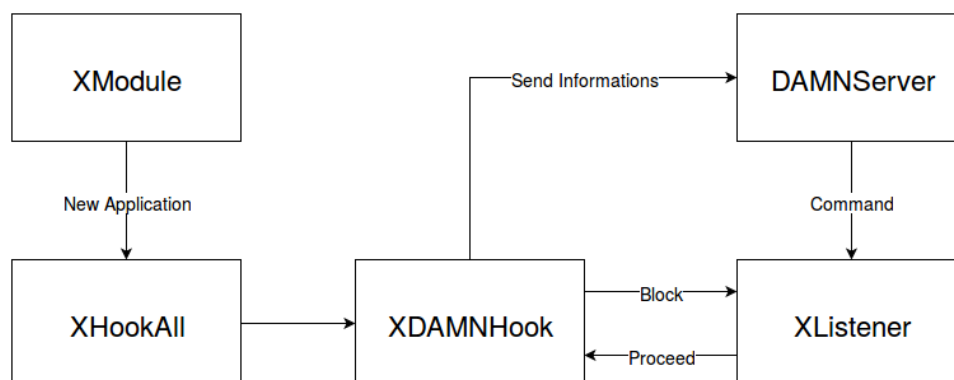 XModule
Send Informations
DAMNServer
New Application
Command
XHookAll
XDAMNHook
Block
Proceed
XListener